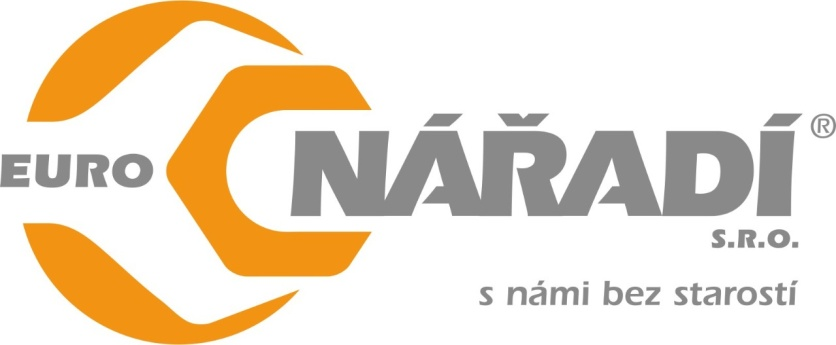 EURO NÁŘADÍ®
S.R.O.
s námi bez starostí